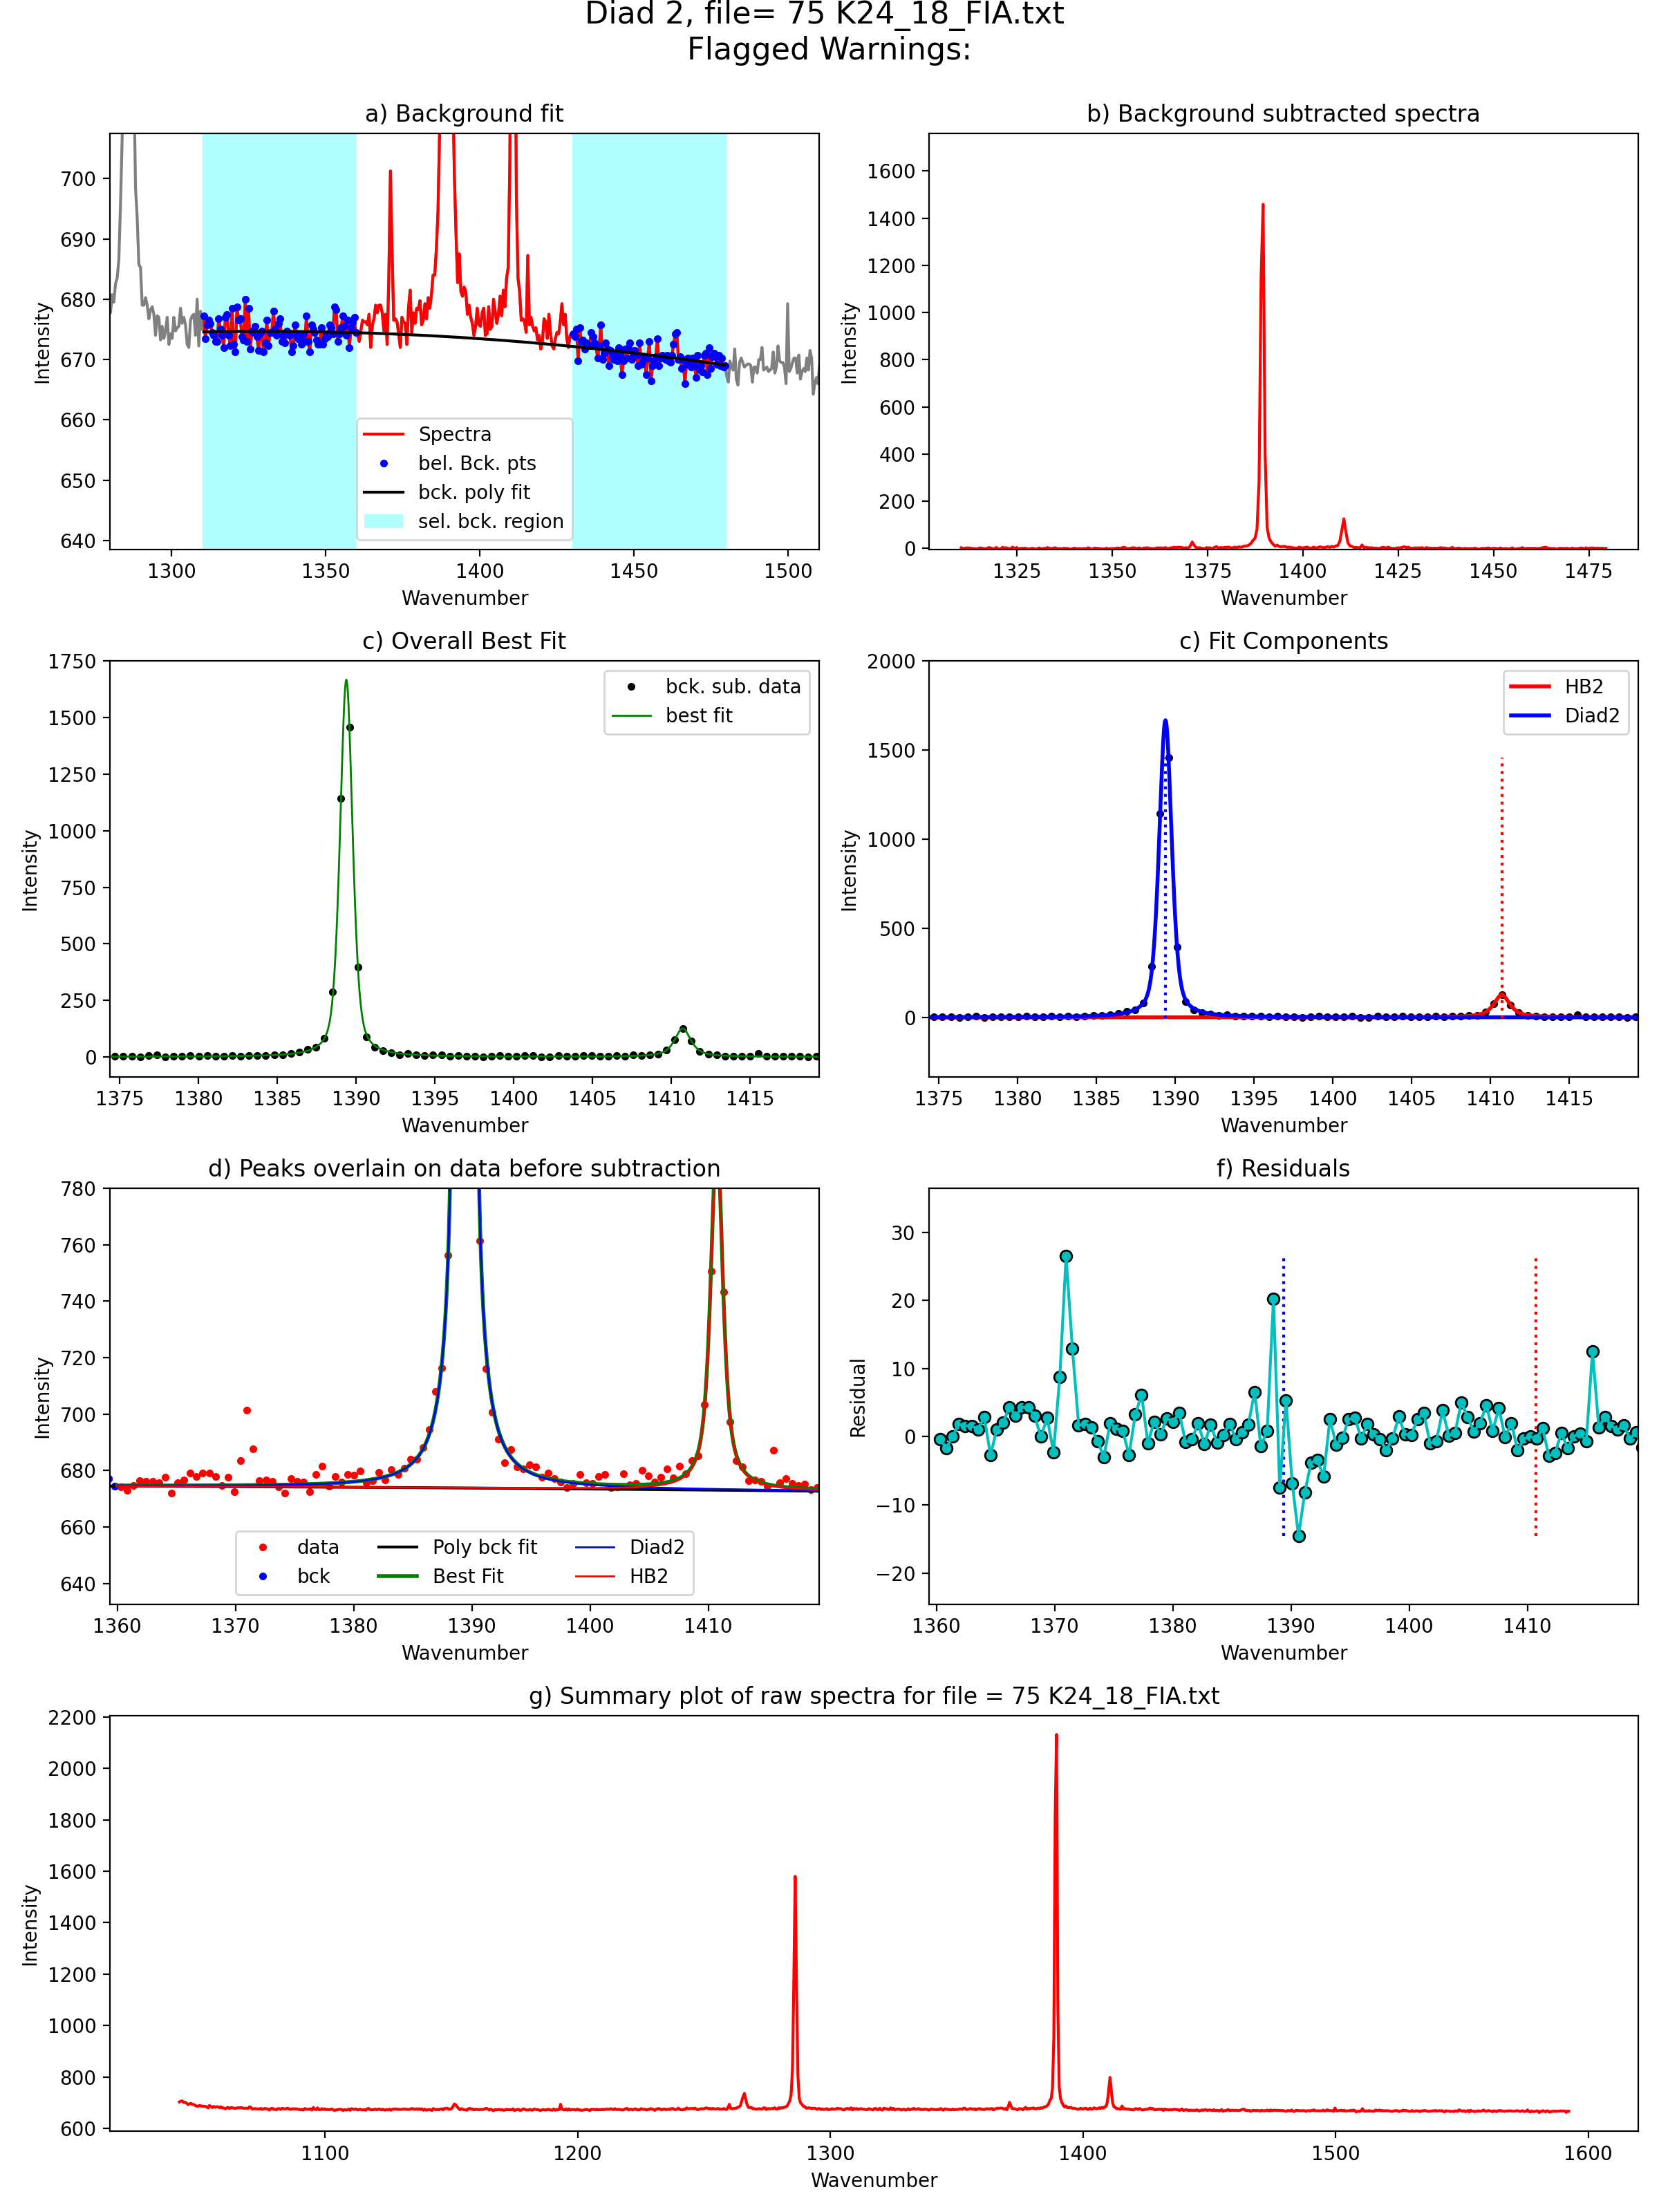 Diad 2, file= 75 K24_18_FIA.txt
Flagged Warnings:
a) Background fit
700
690
680
670
660
650
640
Intensity
Spectra
bel. Bck. pts
bck. poly fit
sel. bck. region
1300 1350 1400 1450 1500
Wavenumber
b) Background subtracted spectra
1600
1400
1200
1000
800
600
400
200
0
Intensity
1325 1350 1375 1400 1425 1450 1475
Wavenumber
c) Overall Best Fit
1750
1500
1250
1000
750
500
250
0
Intensity
bck. sub. data
best fit
1375 1380 1385 1390 1395 1400 1405 1410 1415
Wavenumber
c) Fit Components
2000
1500
1000
500
0
Intensity
HB2
Diad2
1375 1380 1385 1390 1395 1400 1405 1410 1415
Wavenumber
d) Peaks overlain on data before subtraction
780
760
740
720
700
680
660
640
Intensity
data
bck
Poly bck fit
Best Fit
Diad2
HB2
1360 1370 1380 1390 1400 1410
Wavenumber
f) Residuals
30
20
10
0
−10
−20
Residual
1360 1370 1380 1390 1400 1410
Wavenumber
g) Summary plot of raw spectra for file = 75 K24_18_FIA.txt
2200
2000
1800
1600
1400
1200
1000
800
600
Intensity
1100 1200 1300 1400 1500 1600
Wavenumber